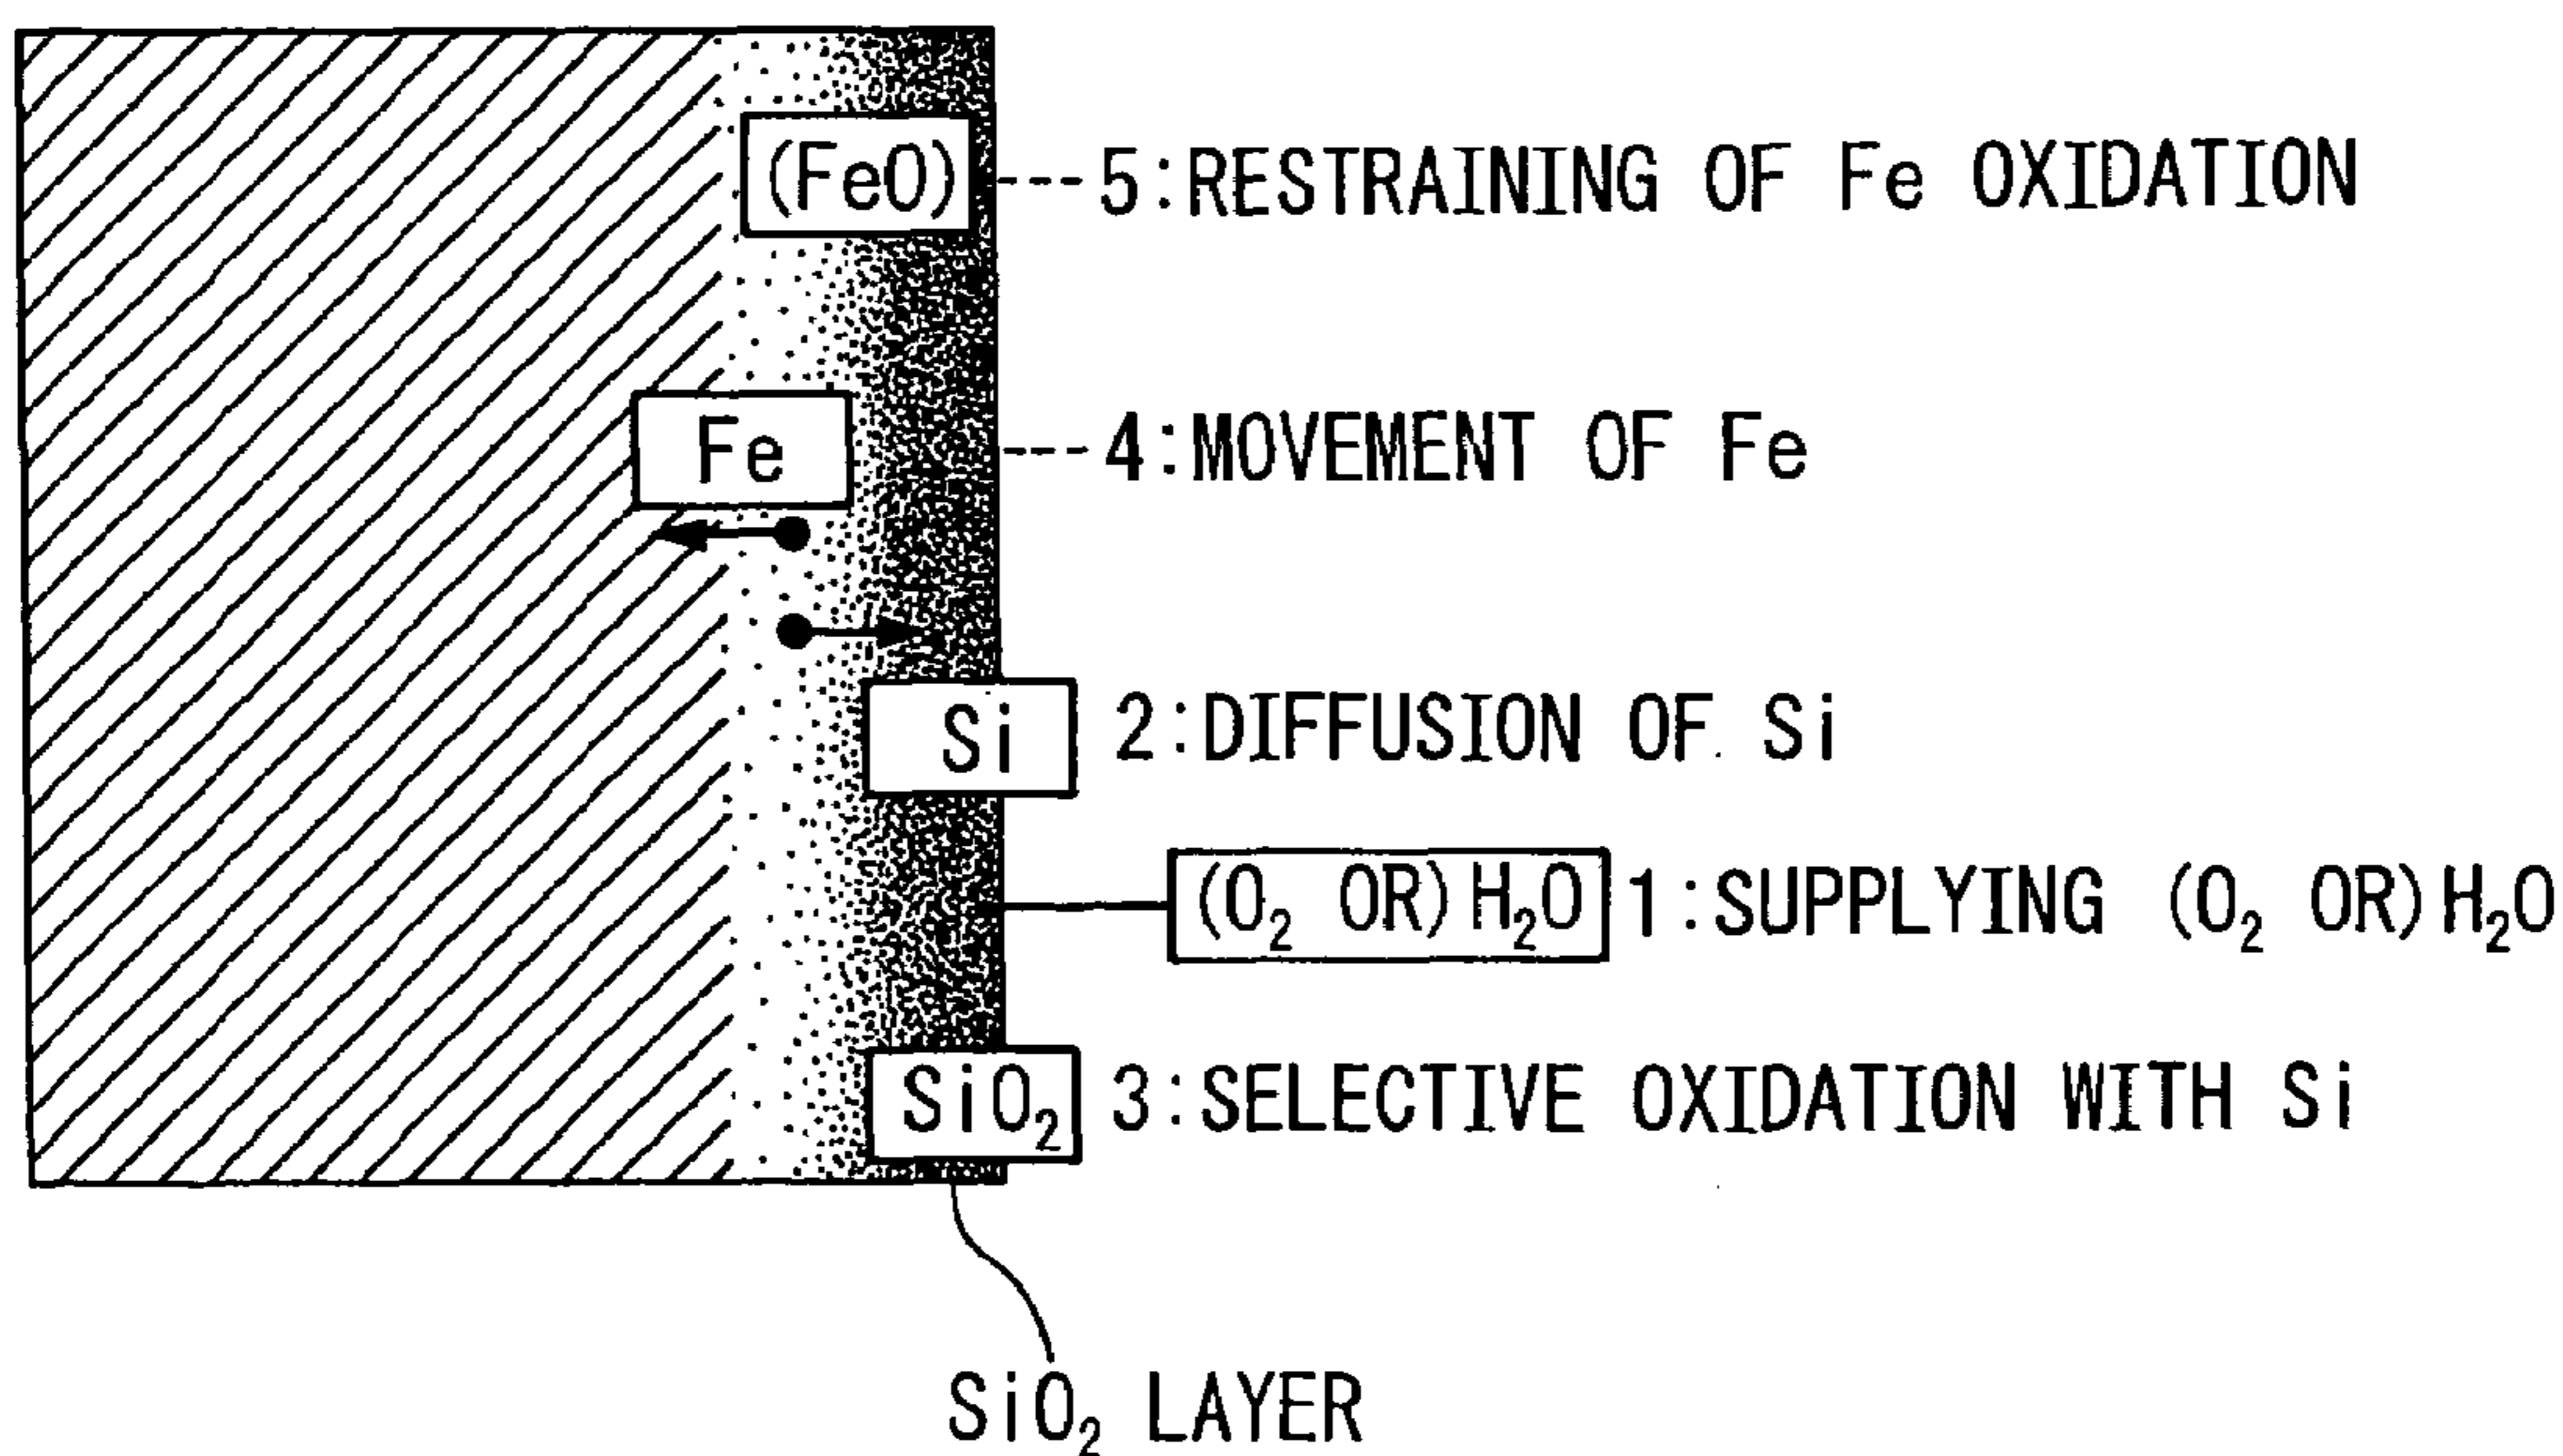 (FeO) 5:RESTRAINING OF Fe OXIDATION
Fe 4:MOVEMENT OF Fe
Si 2:DIFFUSION OF Si
(O₂ OR)H₂O 1:SUPPLYING (O₂ OR)H₂O
SiO₂ 3:SELECTIVE OXIDATION WITH Si
SiO₂ LAYER